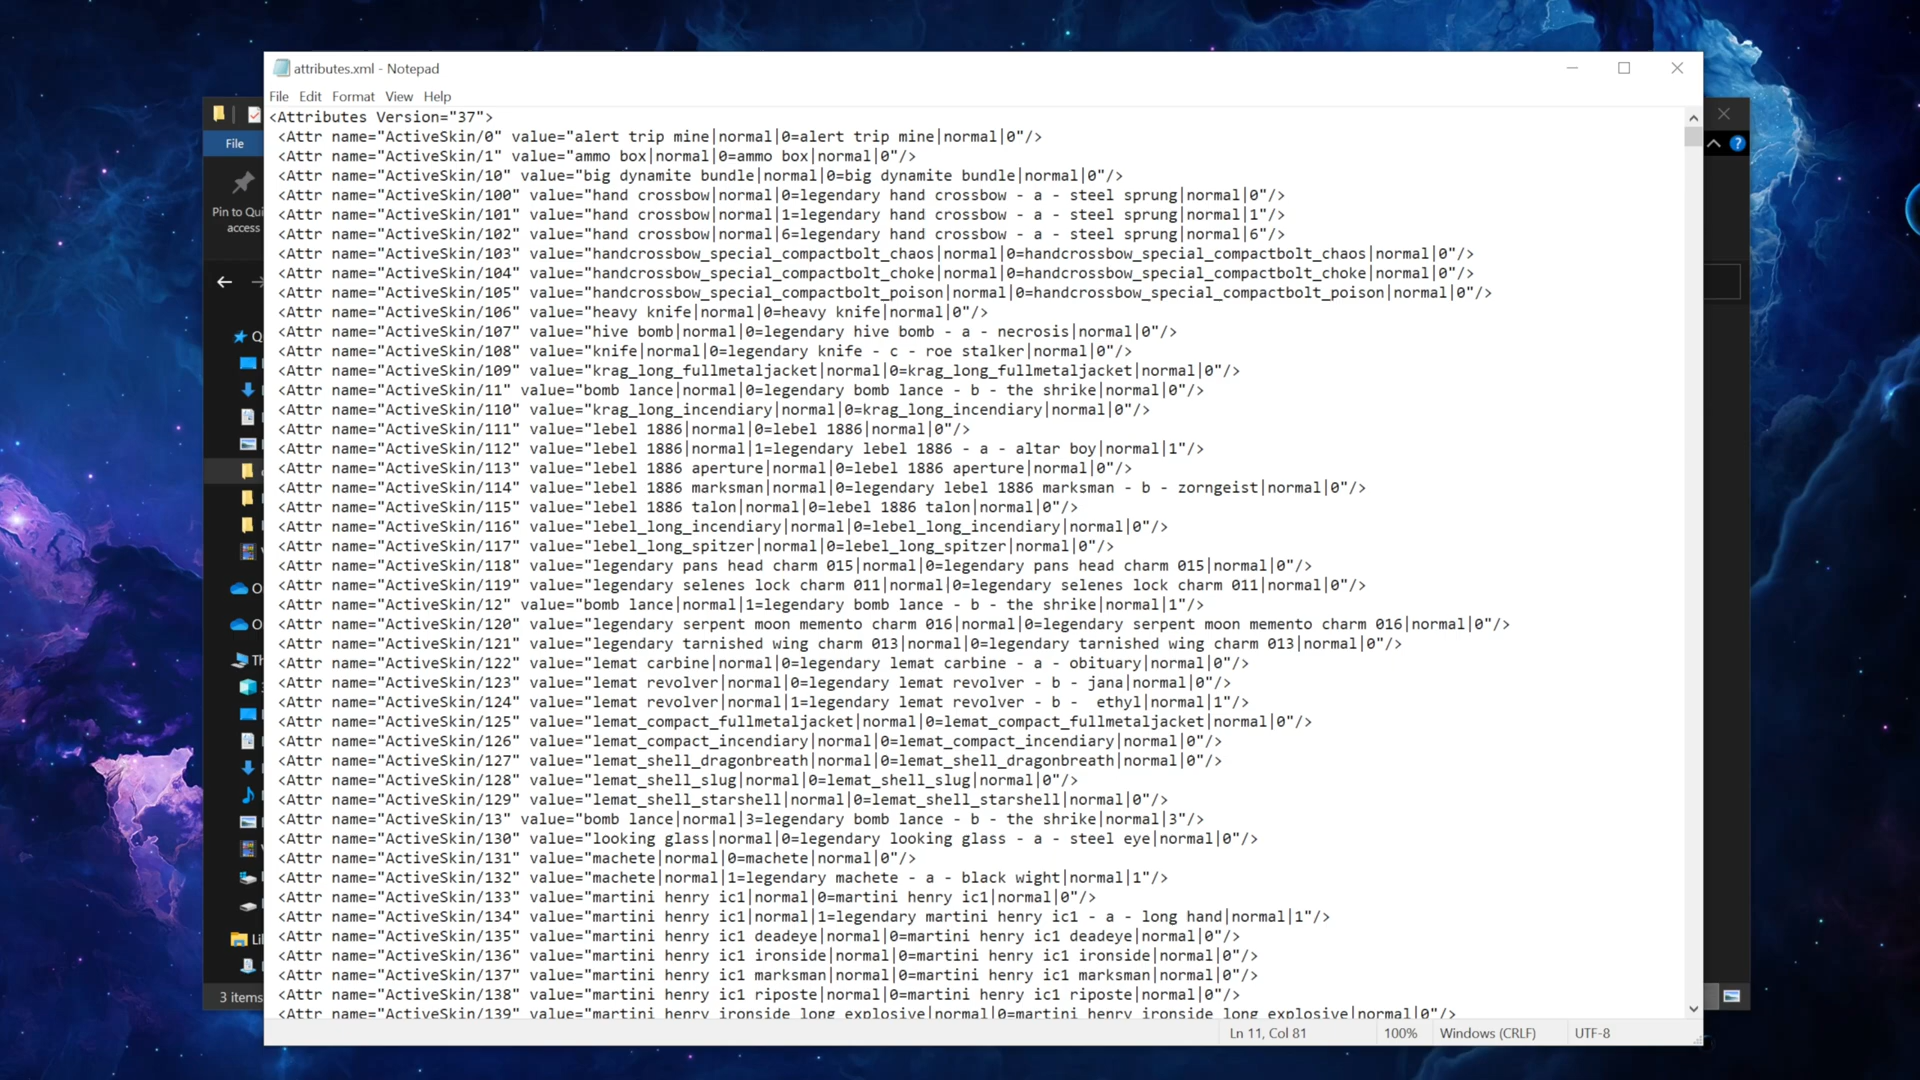 attributes.xml - Notepad
File Edit Format View Help
<Attributes Version="37">
<Attr name="ActiveSkin/0" value="alert trip mine|normal|0=alert trip mine|normal|0"/>
<Attr name="ActiveSkin/1" value="ammo box|normal|0=ammo box|normal|0"/>
<Attr name="ActiveSkin/10" value="big dynamite bundle|normal|0=big dynamite bundle|normal|0"/>
<Attr name="ActiveSkin/100" value="hand crossbow|normal|0=legendary hand crossbow - a - steel sprung|normal|0"/>
<Attr name="ActiveSkin/101" value="hand crossbow|normal|1=legendary hand crossbow - a - steel sprung|normal|1"/>
<Attr name="ActiveSkin/102" value="hand crossbow|normal|6=legendary hand crossbow - a - steel sprung|normal|6"/>
<Attr name="ActiveSkin/103" value="handcrossbow_special_compactbolt_chaos|normal|0=handcrossbow_special_compactbolt_chaos|normal|0"/>
<Attr name="ActiveSkin/104" value="handcrossbow_special_compactbolt_choke|normal|0=handcrossbow_special_compactbolt_choke|normal|0"/>
<Attr name="ActiveSkin/105" value="handcrossbow_special_compactbolt_poison|normal|0=handcrossbow_special_compactbolt_poison|normal|0"/>
<Attr name="ActiveSkin/106" value="heavy knife|normal|0=heavy knife|normal|0"/>
<Attr name="ActiveSkin/107" value="hive bomb|normal|0=legendary hive bomb - a - necrosis|normal|0"/>
<Attr name="ActiveSkin/108" value="knife|normal|0=legendary knife - c - roe stalker|normal|0"/>
<Attr name="ActiveSkin/109" value="krag_long_fullmetaljacket|normal|0=krag_long_fullmetaljacket|normal|0"/>
<Attr name="ActiveSkin/11" value="bomb lance|normal|0=legendary bomb lance - b - the shrike|normal|0"/>
<Attr name="ActiveSkin/110" value="krag_long_incendiary|normal|0=krag_long_incendiary|normal|0"/>
<Attr name="ActiveSkin/111" value="lebel 1886|normal|0=lebel 1886|normal|0"/>
<Attr name="ActiveSkin/112" value="lebel 1886|normal|1=legendary lebel 1886 - a - altar boy|normal|1"/>
<Attr name="ActiveSkin/113" value="lebel 1886 aperture|normal|0=lebel 1886 aperture|normal|0"/>
<Attr name="ActiveSkin/114" value="lebel 1886 marksman|normal|0=legendary lebel 1886 marksman - b - zorngeist|normal|0"/>
<Attr name="ActiveSkin/115" value="lebel 1886 talon|normal|0=lebel 1886 talon|normal|0"/>
<Attr name="ActiveSkin/116" value="lebel_long_incendiary|normal|0=lebel_long_incendiary|normal|0"/>
<Attr name="ActiveSkin/117" value="lebel_long_spitzer|normal|0=lebel_long_spitzer|normal|0"/>
<Attr name="ActiveSkin/118" value="legendary pans head charm 015|normal|0=legendary pans head charm 015|normal|0"/>
<Attr name="ActiveSkin/119" value="legendary selenes lock charm 011|normal|0=legendary selenes lock charm 011|normal|0"/>
<Attr name="ActiveSkin/12" value="bomb lance|normal|1=legendary bomb lance - b - the shrike|normal|1"/>
<Attr name="ActiveSkin/120" value="legendary serpent moon memento charm 016|normal|0=legendary serpent moon memento charm 016|normal|0"/>
<Attr name="ActiveSkin/121" value="legendary tarnished wing charm 013|normal|0=legendary tarnished wing charm 013|normal|0"/>
<Attr name="ActiveSkin/122" value="lemat carbine|normal|0=legendary lemat carbine - a - obituary|normal|0"/>
<Attr name="ActiveSkin/123" value="lemat revolver|normal|0=legendary lemat revolver - b - jana|normal|0"/>
<Attr name="ActiveSkin/124" value="lemat revolver|normal|1=legendary lemat revolver - b -  ethyl|normal|1"/>
<Attr name="ActiveSkin/125" value="lemat_compact_fullmetaljacket|normal|0=lemat_compact_fullmetaljacket|normal|0"/>
<Attr name="ActiveSkin/126" value="lemat_compact_incendiary|normal|0=lemat_compact_incendiary|normal|0"/>
<Attr name="ActiveSkin/127" value="lemat_shell_dragonbreath|normal|0=lemat_shell_dragonbreath|normal|0"/>
<Attr name="ActiveSkin/128" value="lemat_shell_slug|normal|0=lemat_shell_slug|normal|0"/>
<Attr name="ActiveSkin/129" value="lemat_shell_starshell|normal|0=lemat_shell_starshell|normal|0"/>
<Attr name="ActiveSkin/13" value="bomb lance|normal|3=legendary bomb lance - b - the shrike|normal|3"/>
<Attr name="ActiveSkin/130" value="looking glass|normal|0=legendary looking glass - a - steel eye|normal|0"/>
<Attr name="ActiveSkin/131" value="machete|normal|0=machete|normal|0"/>
<Attr name="ActiveSkin/132" value="machete|normal|1=legendary machete - a - black wight|normal|1"/>
<Attr name="ActiveSkin/133" value="martini henry ic1|normal|0=martini henry ic1|normal|0"/>
<Attr name="ActiveSkin/134" value="martini henry ic1|normal|1=legendary martini henry ic1 - a - long hand|normal|1"/>
<Attr name="ActiveSkin/135" value="martini henry ic1 deadeye|normal|0=martini henry ic1 deadeye|normal|0"/>
<Attr name="ActiveSkin/136" value="martini henry ic1 ironside|normal|0=martini henry ic1 ironside|normal|0"/>
<Attr name="ActiveSkin/137" value="martini henry ic1 marksman|normal|0=martini henry ic1 marksman|normal|0"/>
<Attr name="ActiveSkin/138" value="martini henry ic1 riposte|normal|0=martini henry ic1 riposte|normal|0"/>
<Attr name="ActiveSkin/139" value="martini henry ironside long explosive|normal|0=martini henry ironside long explosive|normal|0"/>
Ln 11, Col 81 100% Windows (CRLF) UTF-8
File
Pin to Qui
access
Q
O
O
Th
Li
3 items